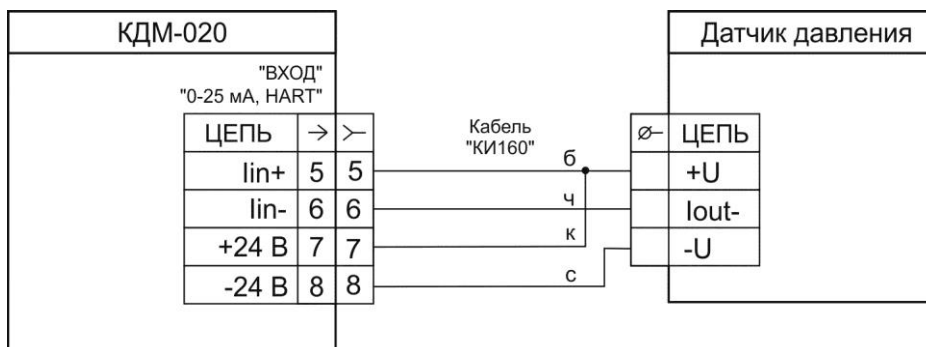 КДМ-020
Датчик давления
"ВХОД"
"0-25 мА, HART"
ЦЕПЬ
Кабель
"КИ160"
ЦЕПЬ
Iin+ 5 5 б +U
Iin- 6 6 ч Iout-
+24 В 7 7 к -U
-24 В 8 8 с